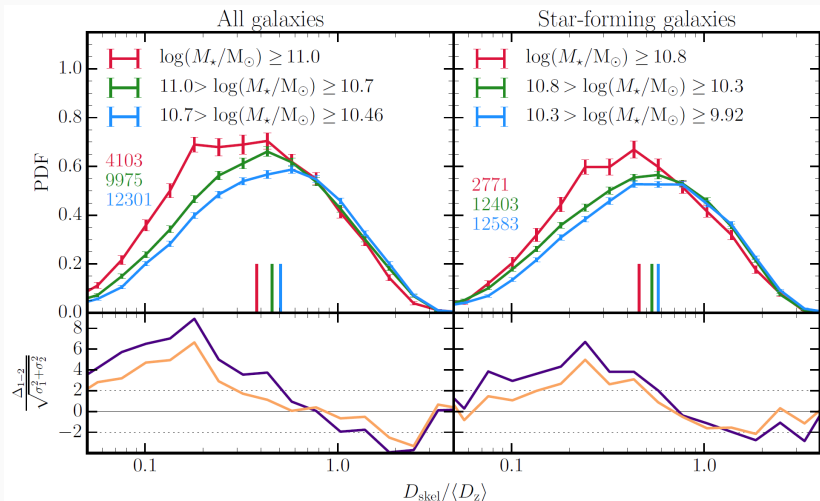 All galaxies
Star-forming galaxies
log(M⋆/M⊙) ≥ 11.0
11.0 > log(M⋆/M⊙) ≥ 10.7
10.7 > log(M⋆/M⊙) ≥ 10.46
log(M⋆/M⊙) ≥ 10.8
10.8 > log(M⋆/M⊙) ≥ 10.3
10.3 > log(M⋆/M⊙) ≥ 9.92
PDF
1.0
0.8
0.6
0.4
0.2
0.0
4103
9975
12301
2771
12403
12583
Δ₁₋₂/√(σ₁²+σ₂²)
8
6
4
2
0
−2
0.1
1.0
0.1
1.0
D_skel/⟨D_z⟩